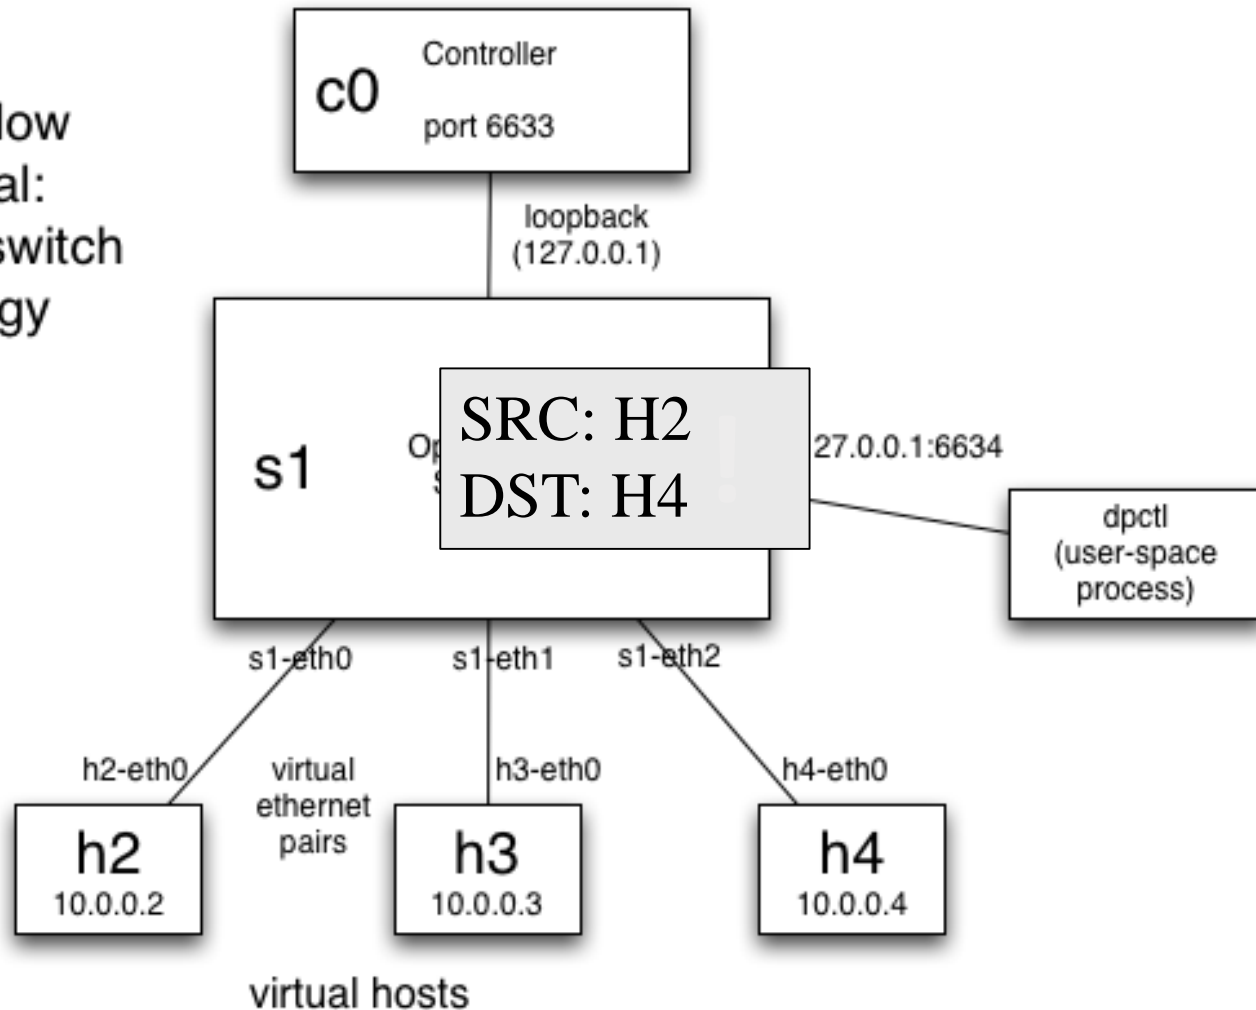 Controller
c0
port 6633
low
al:
switch
gy
loopback
(127.0.0.1)
s1
Op
SRC: H2
DST: H4
27.0.0.1:6634
dpctl
(user-space
process)
s1-eth0
s1-eth1
s1-eth2
h2-eth0
virtual
ethernet
pairs
h3-eth0
h4-eth0
h2
10.0.0.2
h3
10.0.0.3
h4
10.0.0.4
virtual hosts